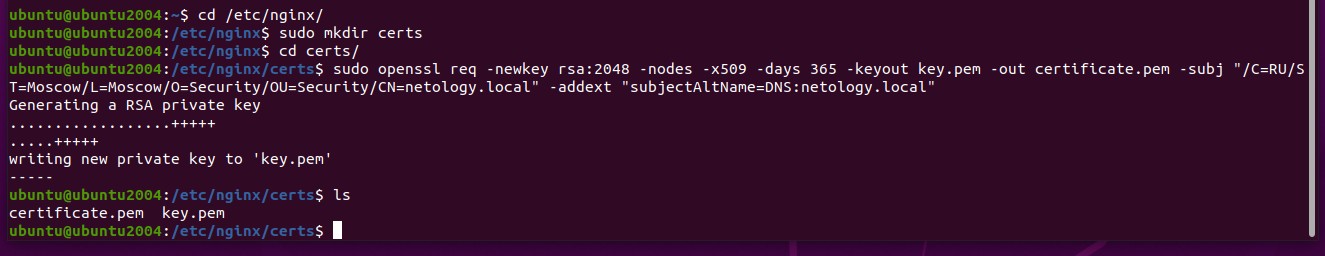 ubuntu@ubuntu2004:~$ cd /etc/nginx/
ubuntu@ubuntu2004:/etc/nginx$ sudo mkdir certs
ubuntu@ubuntu2004:/etc/nginx$ cd certs/
ubuntu@ubuntu2004:/etc/nginx/certs$ sudo openssl req -newkey rsa:2048 -nodes -x509 -days 365 -keyout key.pem -out certificate.pem -subj "/C=RU/S
T=Moscow/L=Moscow/O=Security/OU=Security/CN=netology.local" -addext "subjectAltName=DNS:netology.local"
Generating a RSA private key
..................+++++
.....+++++
writing new private key to 'key.pem'
-----
ubuntu@ubuntu2004:/etc/nginx/certs$ ls
certificate.pem  key.pem
ubuntu@ubuntu2004:/etc/nginx/certs$